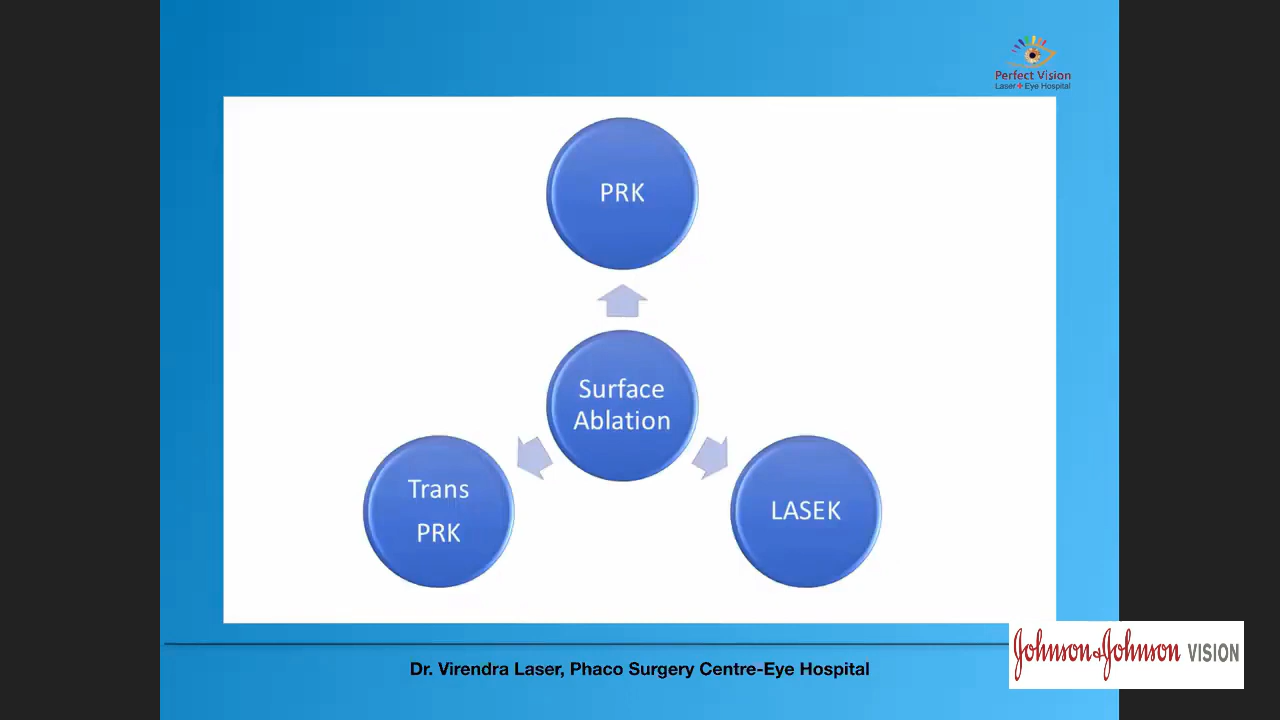 Perfect Vision
Laser+Eye Hospital
PRK
Surface
Ablation
Trans
PRK
LASEK
Johnson & Johnson VISION
Dr. Virendra Laser, Phaco Surgery Centre-Eye Hospital